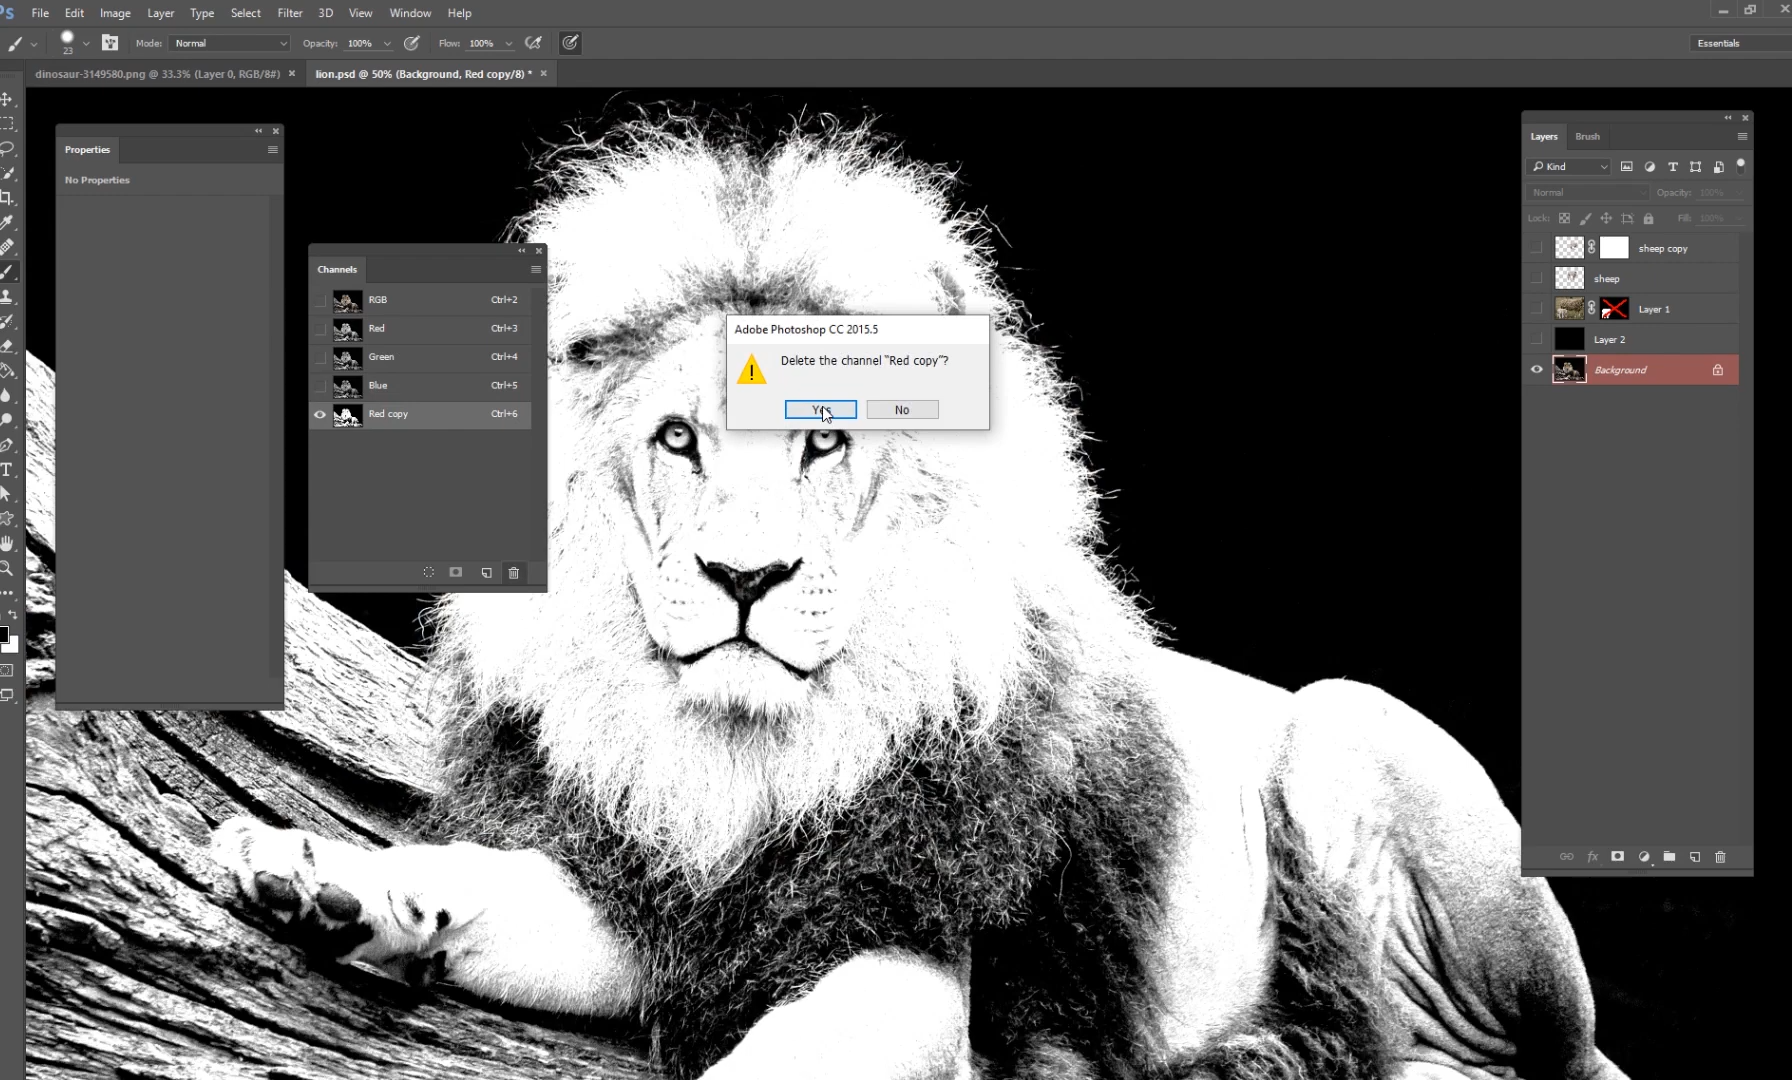 Ps File Edit Image Layer Type Select Filter 3D View Window Help
23 Mode: Normal Opacity: 100% Flow: 100% Essentials
dinosaur-3149580.png @ 33.3% (Layer 0, RGB/8#) × lion.psd @ 50% (Background, Red copy/8) * ×
Properties
No Properties
Channels
RGB Ctrl+2
Red Ctrl+3
Green Ctrl+4
Blue Ctrl+5
Red copy Ctrl+6
Adobe Photoshop CC 2015.5
Delete the channel “Red copy”?
Yes No
Layers Brush
Kind
Normal Opacity: 100%
Lock: Fill: 100%
sheep copy
sheep
Layer 1
Layer 2
Background
fx